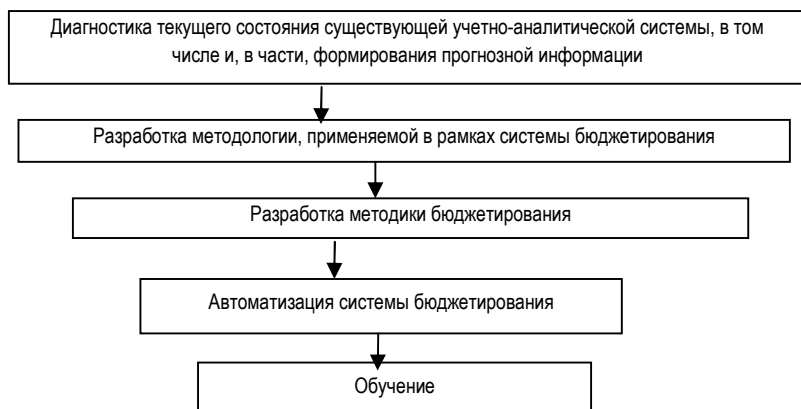 Диагностика текущего состояния существующей учетно-аналитической системы, в том
числе и, в части, формирования прогнозной информации
Разработка методологии, применяемой в рамках системы бюджетирования
Разработка методики бюджетирования
Автоматизация системы бюджетирования
Обучение